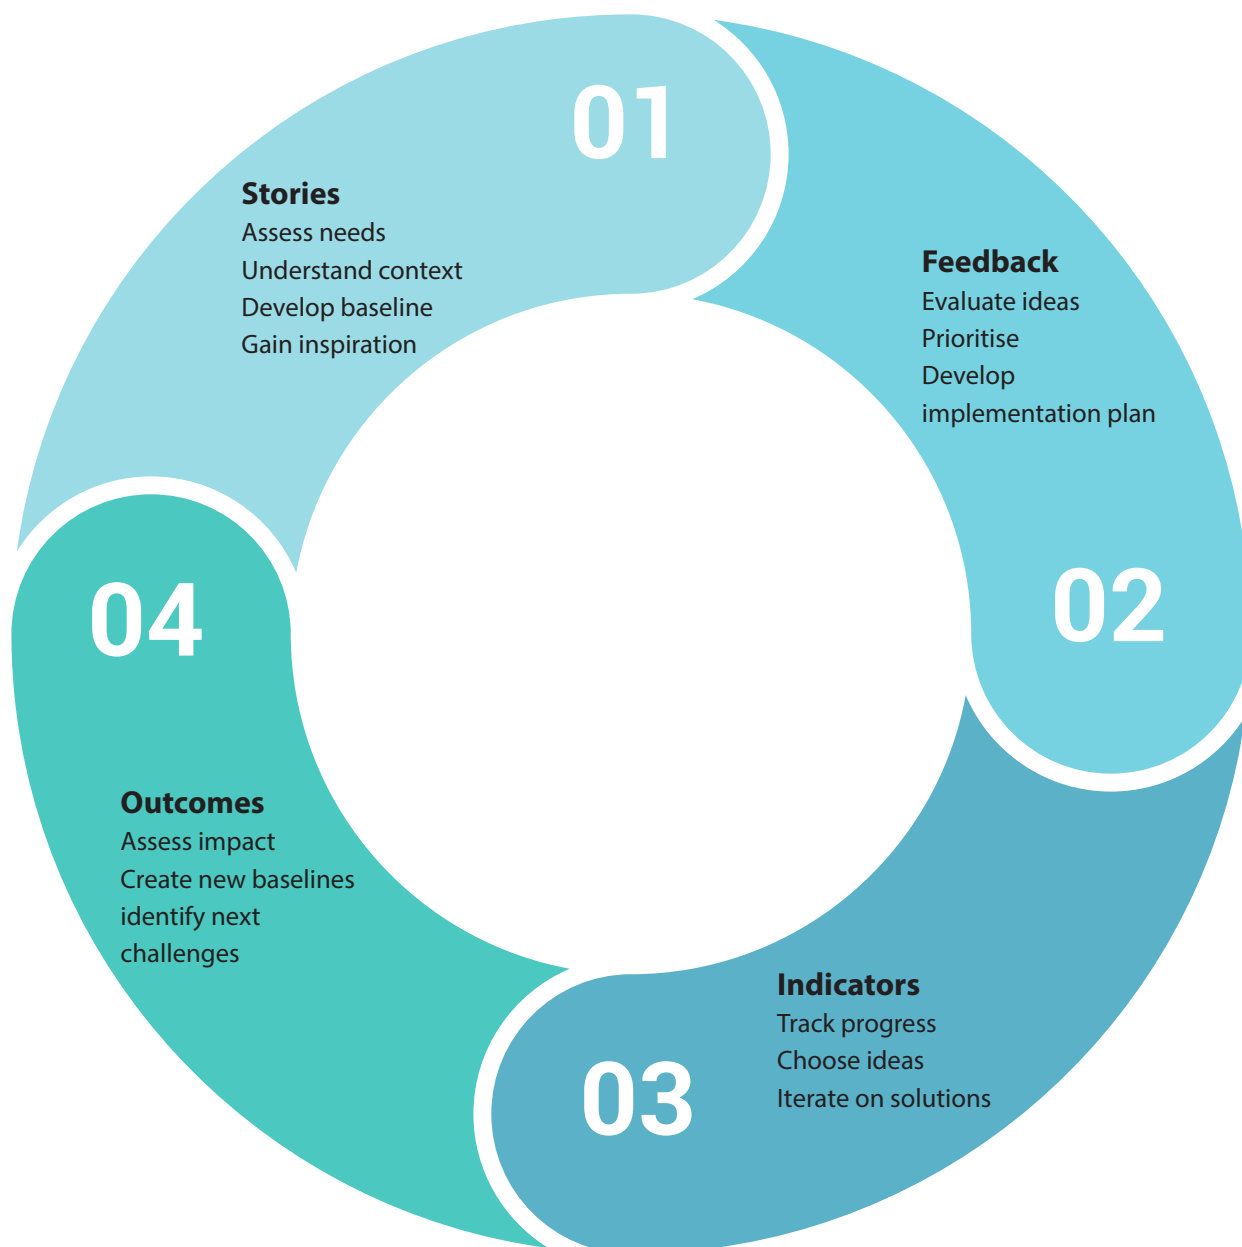 01
Stories
Assess needs
Understand context
Develop baseline
Gain inspiration
Feedback
Evaluate ideas
Prioritise
Develop
implementation plan
02
Indicators
Track progress
Choose ideas
Iterate on solutions
03
04
Outcomes
Assess impact
Create new baselines
identify next
challenges